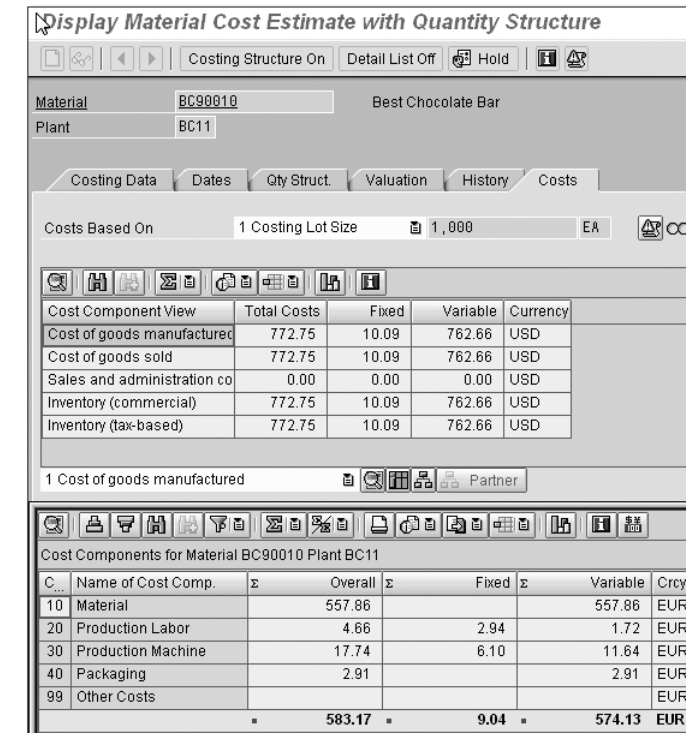 Display Material Cost Estimate with Quantity Structure
Costing Structure On Detail List Off Hold
Material BC90010 Best Chocolate Bar
Plant BC11
Costing Data Dates Qty Struct. Valuation History Costs
Costs Based On 1 Costing Lot Size 1,000 EA
Cost Component View Total Costs Fixed Variable Currency
Cost of goods manufacturec 772.75 10.09 762.66 USD
Cost of goods sold 772.75 10.09 762.66 USD
Sales and administration co 0.00 0.00 0.00 USD
Inventory (commercial) 772.75 10.09 762.66 USD
Inventory (tax-based) 772.75 10.09 762.66 USD
1 Cost of goods manufactured Partner
Cost Components for Material BC90010 Plant BC11
C... Name of Cost Comp. Σ Overall Σ Fixed Σ Variable Crcy
10 Material 557.86 557.86 EUR
20 Production Labor 4.66 2.94 1.72 EUR
30 Production Machine 17.74 6.10 11.64 EUR
40 Packaging 2.91 2.91 EUR
99 Other Costs EUR
583.17 9.04 574.13 EUR